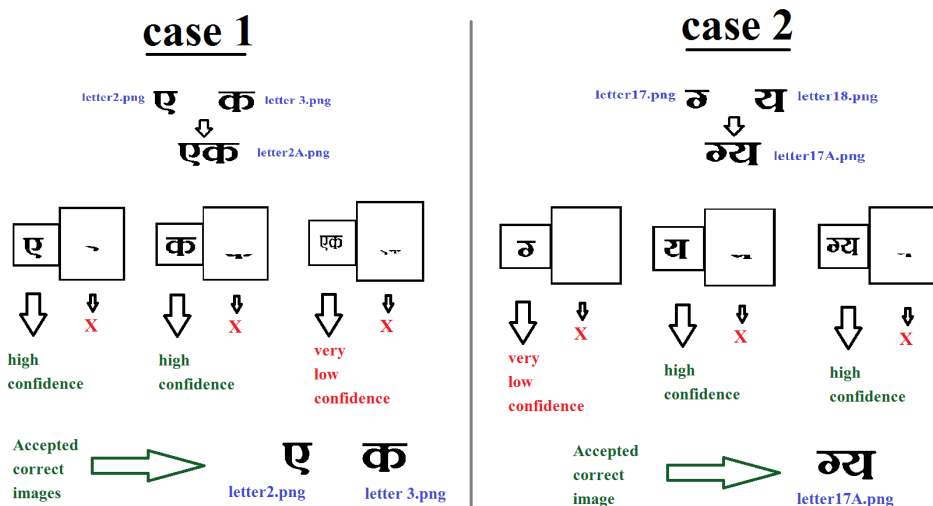 case 1
letter2.png ए क letter 3.png
एक letter2A.png
ए क एक
X X X
high confidence
high confidence
very low confidence
Accepted correct images
ए क
letter2.png letter 3.png
case 2
letter17.png ग य letter18.png
ग्य letter17A.png
ग य ग्य
X X X
very low confidence
high confidence
high confidence
Accepted correct image
ग्य
letter17A.png